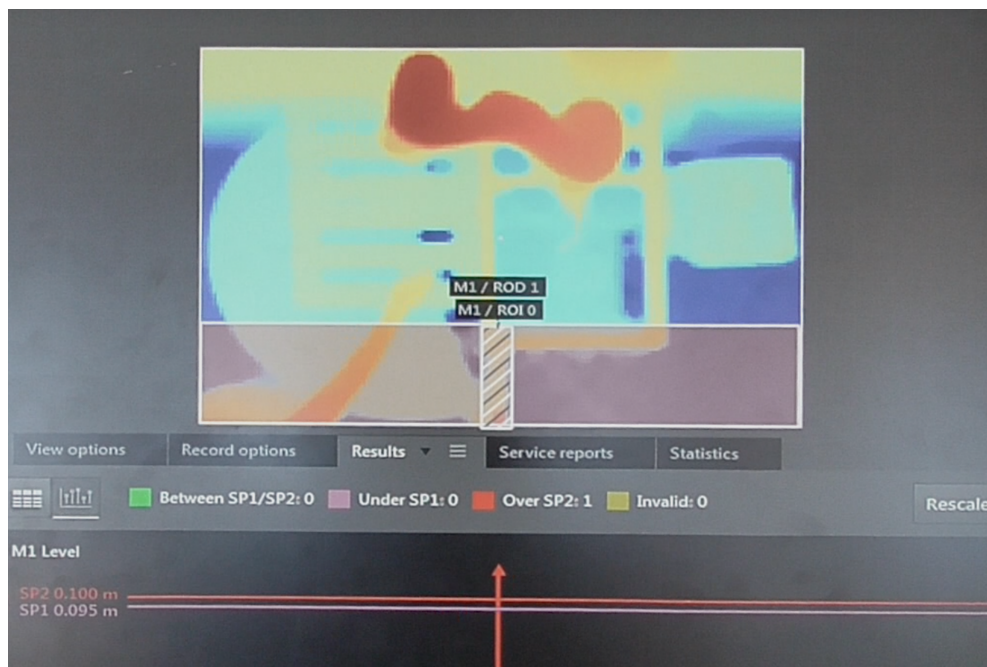 M1 / ROD 1
M1 / ROI 0
View options
Record options
Results
Service reports
Statistics
Between SP1/SP2: 0
Under SP1: 0
Over SP2: 1
Invalid: 0
Rescale
M1 Level
SP2 0.100 m
SP1 0.095 m